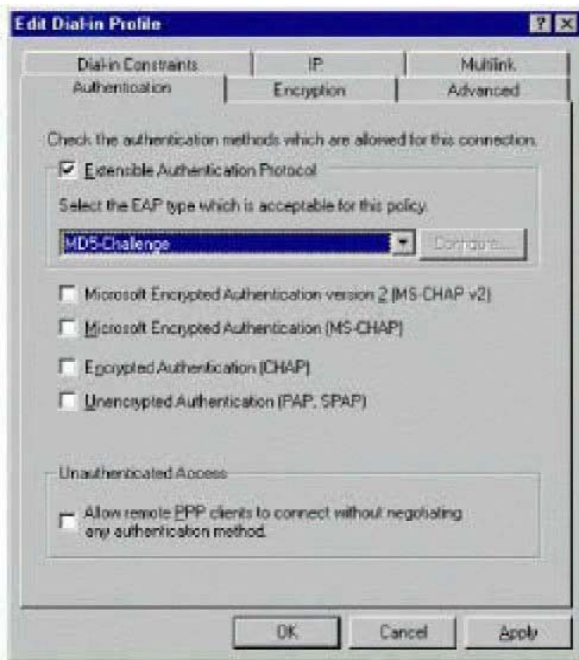 Edit Dial-in Profile
Dial-in Constraints IP Multilink
Authentication Encryption Advanced
Check the authentication methods which are allowed for this connection.
Extensible Authentication Protocol
Select the EAP type which is acceptable for this policy.
MD5-Challenge Configure...
Microsoft Encrypted Authentication version 2 (MS-CHAP v2)
Microsoft Encrypted Authentication (MS-CHAP)
Encrypted Authentication (CHAP)
Unencrypted Authentication (PAP, SPAP)
Unauthenticated Access
Allow remote PPP clients to connect without negotiating
any authentication method.
OK Cancel Apply